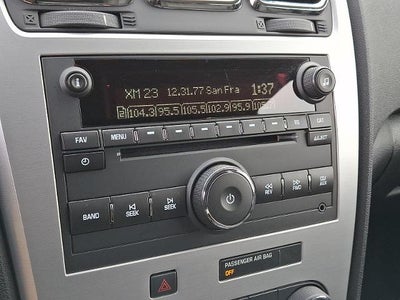 XM 23 12.31.77 San Fra 1:37
2 104.3 95.5 105.5 102.9 95.9
FAV MENU CAT
BAND SEEK SEEK REV FWD
PASSENGER AIR BAG
OFF